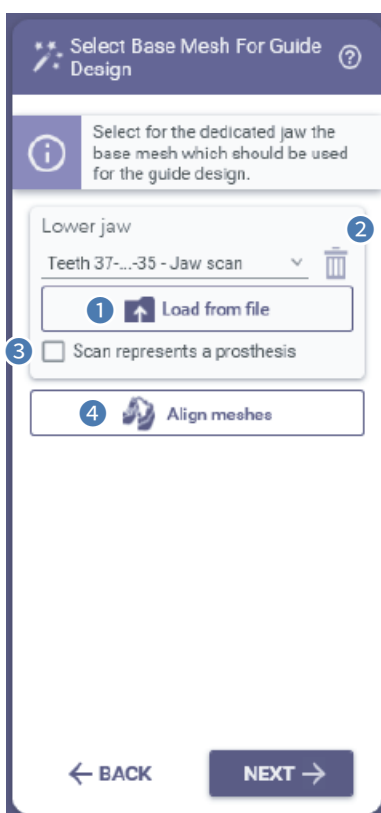 Select Base Mesh For Guide
Design
Select for the dedicated jaw the
base mesh which should be used
for the guide design.
Lower jaw
2
Teeth 37-...-35 - Jaw scan
1 Load from file
3 Scan represents a prosthesis
4 Align meshes
BACK NEXT